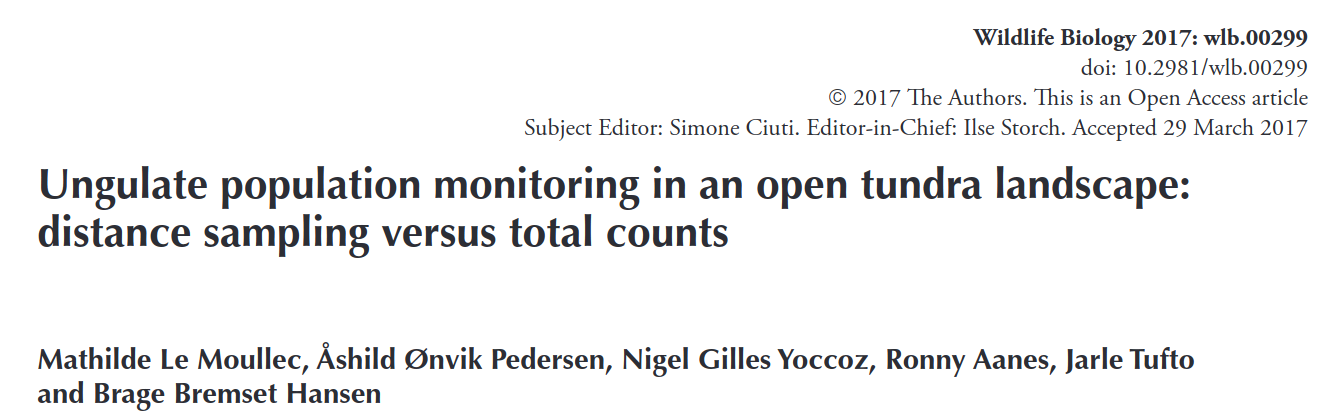 Wildlife Biology 2017: wlb.00299
doi: 10.2981/wlb.00299
© 2017 The Authors. This is an Open Access article
Subject Editor: Simone Ciuti. Editor-in-Chief: Ilse Storch. Accepted 29 March 2017
Ungulate population monitoring in an open tundra landscape:
distance sampling versus total counts
Mathilde Le Moullec, Åshild Ønvik Pedersen, Nigel Gilles Yoccoz, Ronny Aanes, Jarle Tufto
and Brage Bremset Hansen